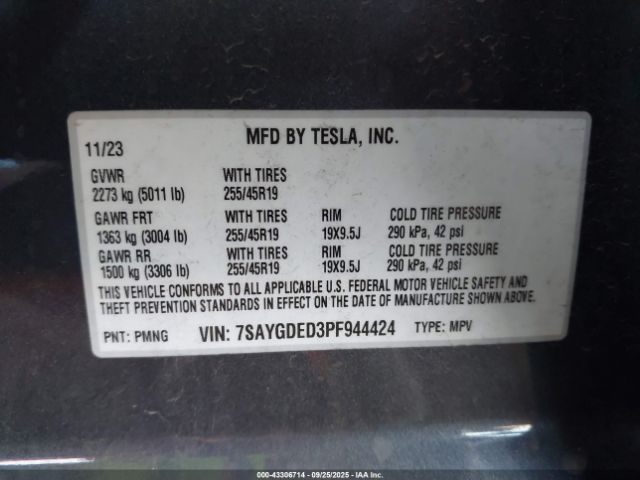 11/23
MFD BY TESLA, INC.
GVWR WITH TIRES
2273 kg (5011 lb) 255/45R19
GAWR FRT WITH TIRES RIM COLD TIRE PRESSURE
1363 kg (3004 lb) 255/45R19 19X9.5J 290 kPa, 42 psi
GAWR RR WITH TIRES RIM COLD TIRE PRESSURE
1500 kg (3306 lb) 255/45R19 19X9.5J 290 kPa, 42 psi
THIS VEHICLE CONFORMS TO ALL APPLICABLE U.S. FEDERAL MOTOR VEHICLE SAFETY AND
THEFT PREVENTION STANDARDS IN EFFECT ON THE DATE OF MANUFACTURE SHOWN ABOVE.
PNT: PMNG VIN: 7SAYGDED3PF944424 TYPE: MPV
© - 43306714 - 09/25/2025 - IAAI.COM